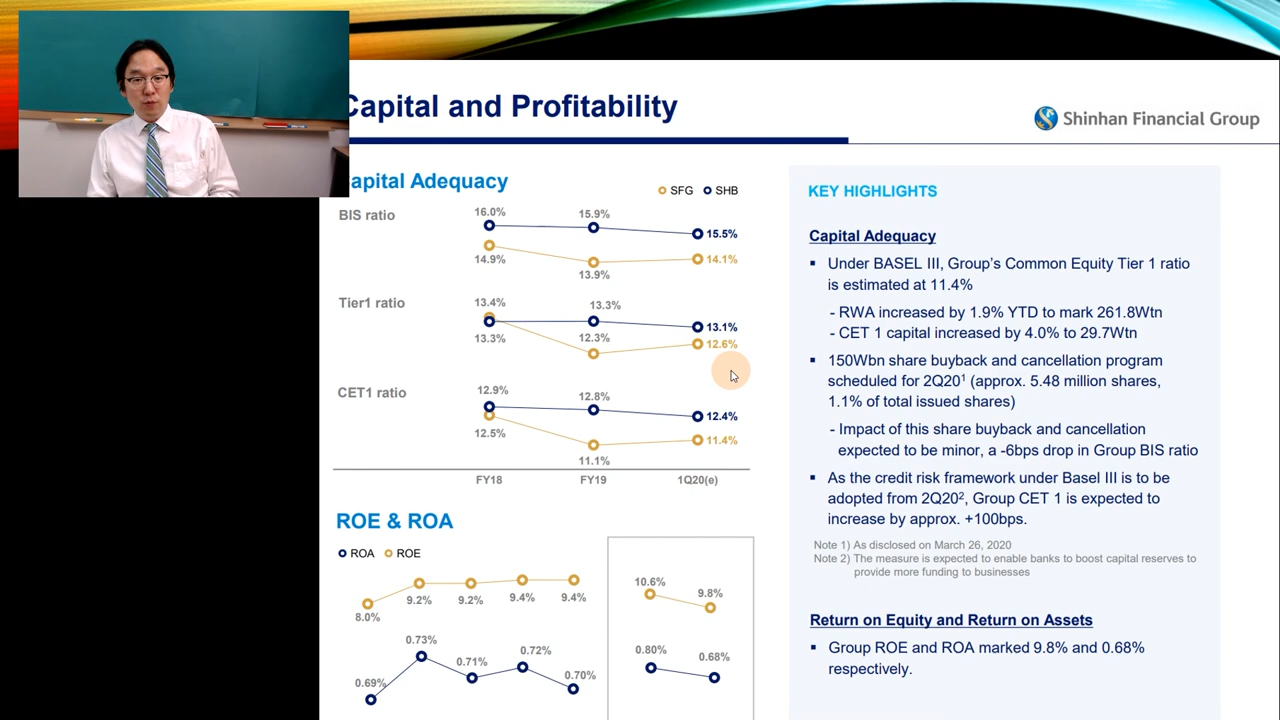 Capital and Profitability
Shinhan Financial Group
apital Adequacy
SFG SHB
BIS ratio
16.0% 15.9% 15.5%
14.9% 13.9% 14.1%
Tier1 ratio
13.4% 13.3% 13.1%
13.3% 12.3% 12.6%
CET1 ratio
12.9% 12.8% 12.4%
12.5% 11.1% 11.4%
FY18 FY19 1Q20(e)
ROE & ROA
ROA ROE
8.0% 9.2% 9.2% 9.4% 9.4%
10.6% 9.8%
0.69% 0.73% 0.71% 0.72% 0.70%
0.80% 0.68%
KEY HIGHLIGHTS
Capital Adequacy
▪ Under BASEL III, Group's Common Equity Tier 1 ratio
is estimated at 11.4%
- RWA increased by 1.9% YTD to mark 261.8Wtn
- CET 1 capital increased by 4.0% to 29.7Wtn
▪ 150Wbn share buyback and cancellation program
scheduled for 2Q20¹ (approx. 5.48 million shares,
1.1% of total issued shares)
- Impact of this share buyback and cancellation
expected to be minor, a -6bps drop in Group BIS ratio
▪ As the credit risk framework under Basel III is to be
adopted from 2Q20², Group CET 1 is expected to
increase by approx. +100bps.
Note 1) As disclosed on March 26, 2020
Note 2) The measure is expected to enable banks to boost capital reserves to
provide more funding to businesses
Return on Equity and Return on Assets
▪ Group ROE and ROA marked 9.8% and 0.68%
respectively.